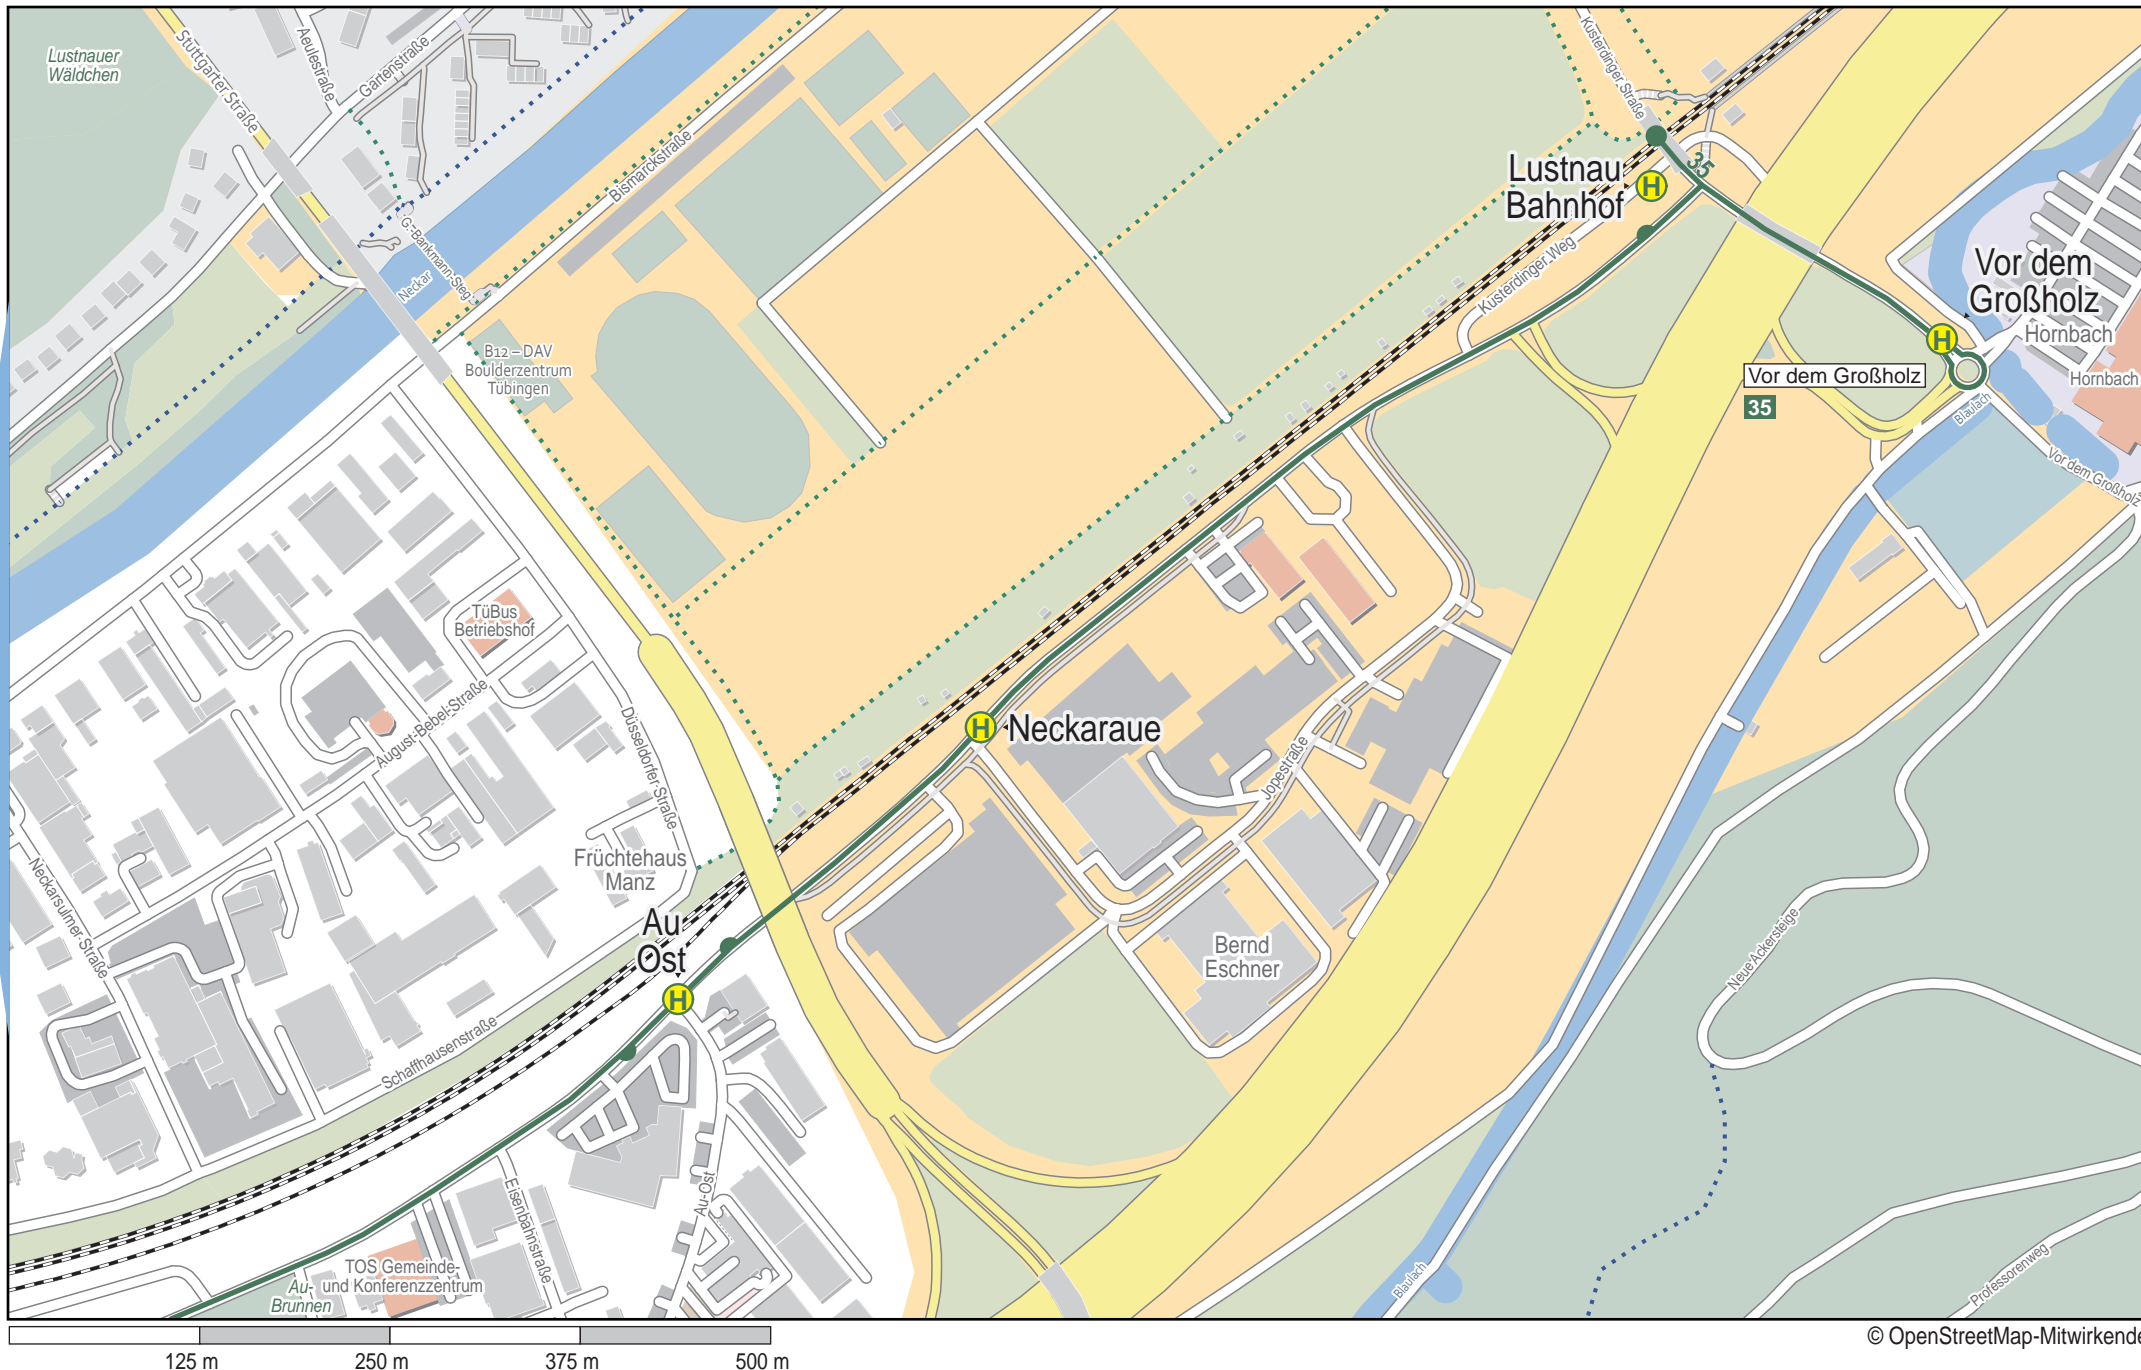 Lustnauer
Wäldchen
Stuttgarter Straße
Aeulestraße
Gartenstraße
G.-Bankmann-Steg
Neckar
Bismarckstraße
B12 – DAV
Boulderzentrum
Tübingen
Kusterdinger Straße
35
Lustnau
Bahnhof
H
Kusterdinger Weg
Vor dem
Großholz
H
Hornbach
Hornbach
Vor dem Großholz
35
Blaulach
Vor dem Großholz
TüBus
Betriebshof
August-Bebel-Straße
Düsseldorfer Straße
H
Neckaraue
Jopestraße
Früchtehaus
Manz
Neckarsulmer Straße
Au
Ost
H
Bernd
Eschner
Neue Ackersteige
Schaffhausenstraße
Eisenbahnstraße
Au-Ost
TOS Gemeinde-
und Konferenzzentrum
Au-
Brunnen
Blaulach
Professorenweg
125 m
250 m
375 m
500 m
© OpenStreetMap-Mitwirkende